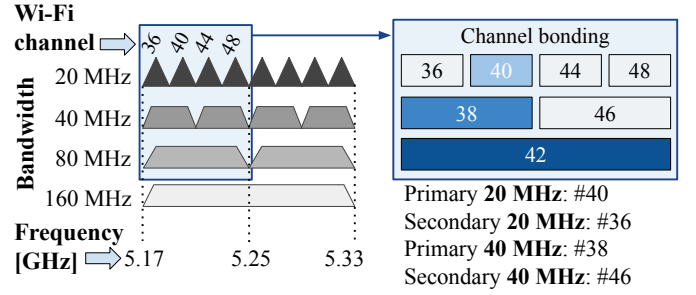 Wi-Fi
channel
36 40 44 48
Bandwidth
20 MHz
40 MHz
80 MHz
160 MHz
Frequency
[GHz]
5.17 5.25 5.33
Channel bonding
36 40 44 48
38 46
42
Primary 20 MHz: #40
Secondary 20 MHz: #36
Primary 40 MHz: #38
Secondary 40 MHz: #46